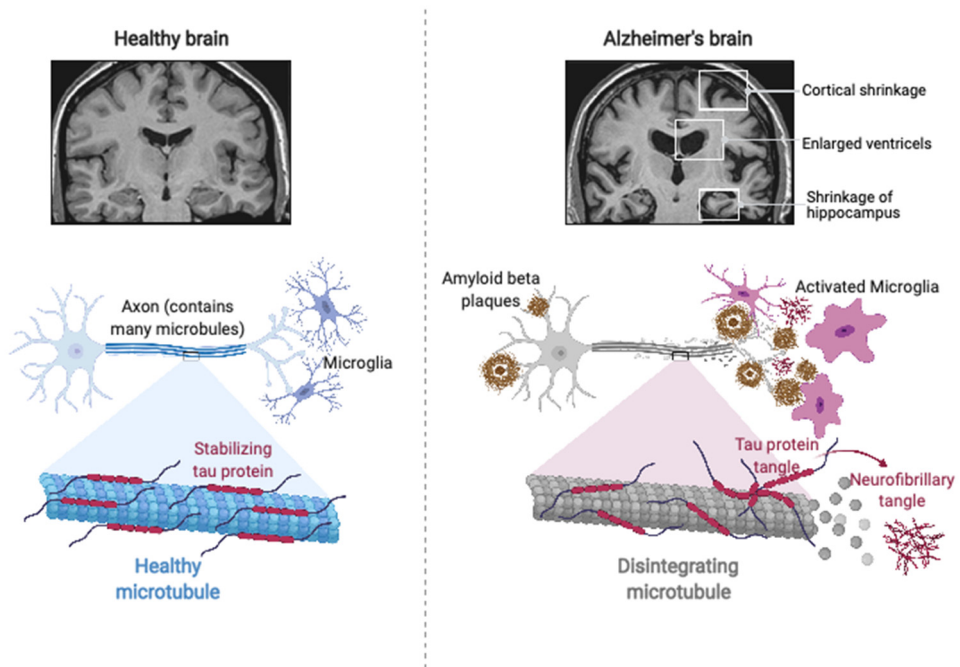 Healthy brain
Axon (contains
many microbules)
Microglia
Stabilizing
tau protein
Healthy
microtubule
Alzheimer's brain
Cortical shrinkage
Enlarged ventricels
Shrinkage of
hippocampus
Amyloid beta
plaques
Activated Microglia
Tau protein
tangle
Neurofibrillary
tangle
Disintegrating
microtubule